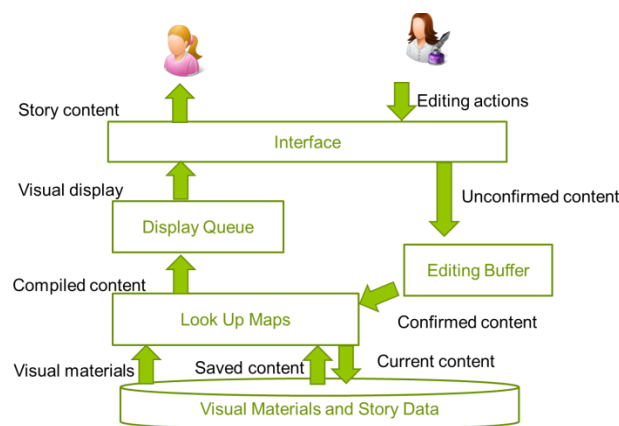 Story content
Editing actions
Interface
Visual display
Unconfirmed content
Display Queue
Editing Buffer
Compiled content
Look Up Maps
Confirmed content
Visual materials
Saved content
Current content
Visual Materials and Story Data